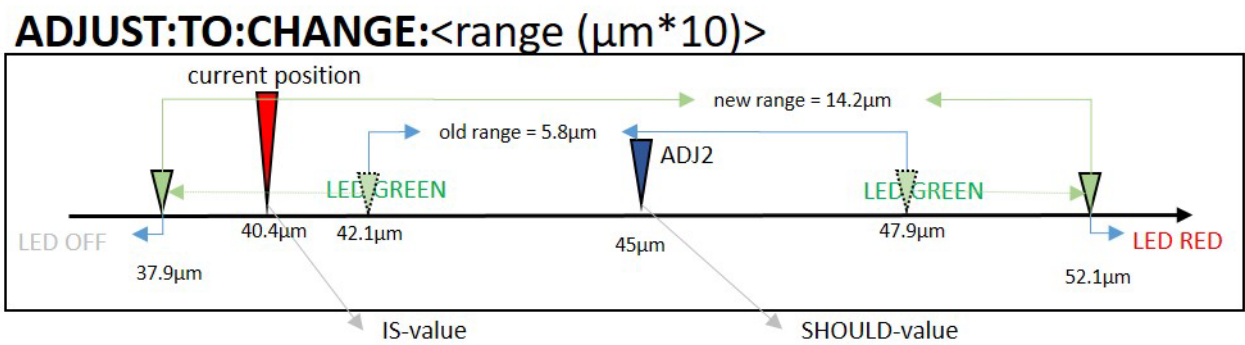 ADJUST:TO:CHANGE:<range (µm*10)>
current position
new range = 14.2µm
old range = 5.8µm
ADJ2
LED GREEN
LED GREEN
LED OFF
40.4µm
42.1µm
45µm
47.9µm
LED RED
37.9µm
52.1µm
IS-value
SHOULD-value